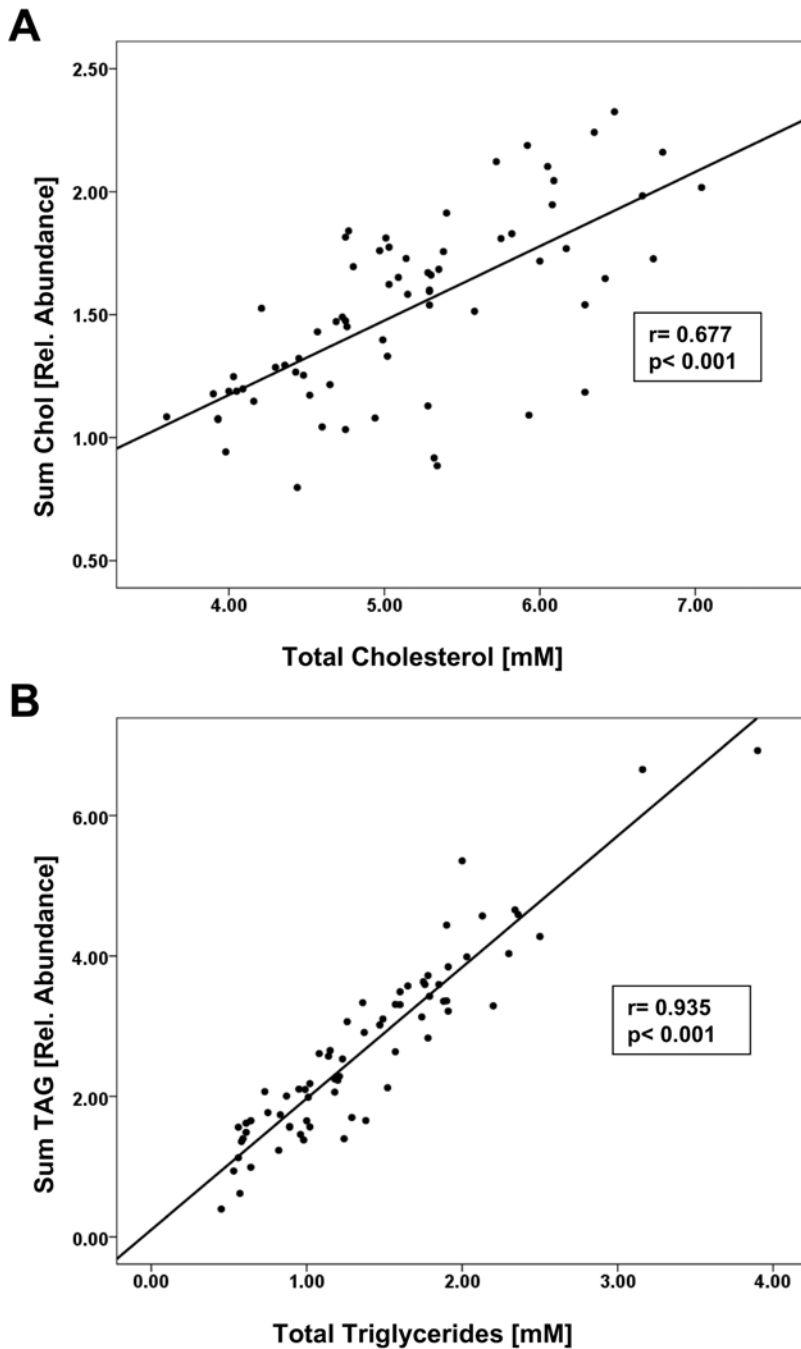 A
2.50
2.00
1.50
1.00
0.50
Sum Chol [Rel. Abundance]
r= 0.677
p< 0.001
4.00 5.00 6.00 7.00
Total Cholesterol [mM]
B
6.00
4.00
2.00
0.00
Sum TAG [Rel. Abundance]
r= 0.935
p< 0.001
0.00 1.00 2.00 3.00 4.00
Total Triglycerides [mM]